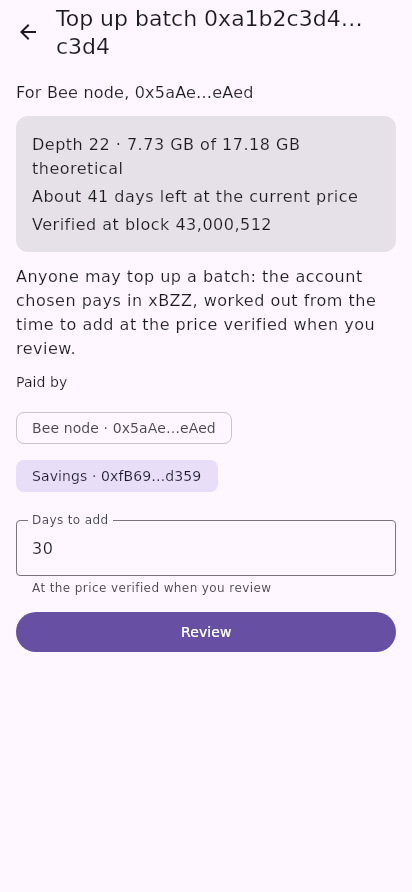 Top up batch 0xa1b2c3d4…
c3d4
For Bee node, 0x5aAe…eAed
Depth 22 · 7.73 GB of 17.18 GB
theoretical
About 41 days left at the current price
Verified at block 43,000,512
Anyone may top up a batch: the account
chosen pays in xBZZ, worked out from the
time to add at the price verified when you
review.
Paid by
Bee node · 0x5aAe…eAed
Savings · 0xfB69…d359
Days to add
30
At the price verified when you review
Review